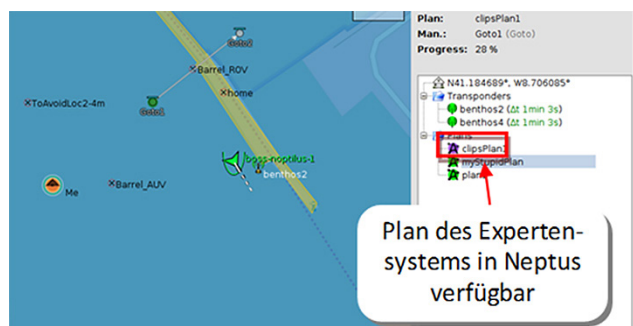 Plan: clipsPlan1
Man.: Goto1 (Goto)
Progress: 28 %
N41.184689°, W8.706085°
Transponders
benthos2 (Δt 1min 3s)
benthos4 (Δt 1min 3s)
Plans
clipsPlan1
myStupidPlan
plan
Goto2
Barrel_ROV
home
ToAvoidLoc2-4m
Goto1
boss-noptilus-1
benthos2
Me
Barrel_AUV
Plan des Experten-
systems in Neptus
verfügbar